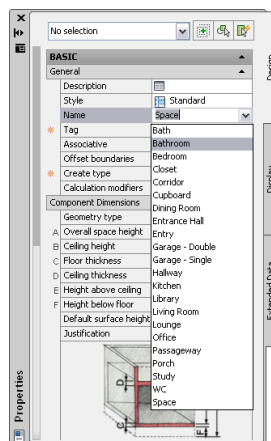 No selection
BASIC
General
Description
Style Standard
Name Space
Tag
Associative
Offset boundaries
Create type
Calculation modifiers
Component Dimensions
Geometry type
A Overall space height
B Ceiling height
C Floor thickness
D Ceiling thickness
E Height above ceiling
F Height below floor
Default surface height
Justification
Bath
Bathroom
Bedroom
Closet
Corridor
Cupboard
Dining Room
Entrance Hall
Entry
Garage - Double
Garage - Single
Hallway
Kitchen
Library
Living Room
Lounge
Office
Passageway
Porch
Study
WC
Space
Design
Display
Extended Data
Properties
D
C
F